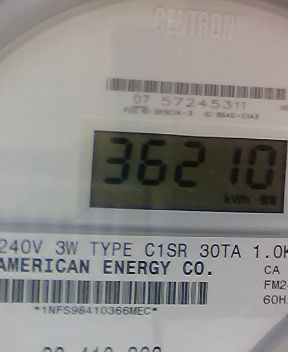 CENTRON®
07 57245311
36210
kWh
240V 3W TYPE C1SR 30TA 1.0K
AMERICAN ENERGY CO.
CA
FM2
60H
*1NFS98410366MEC*